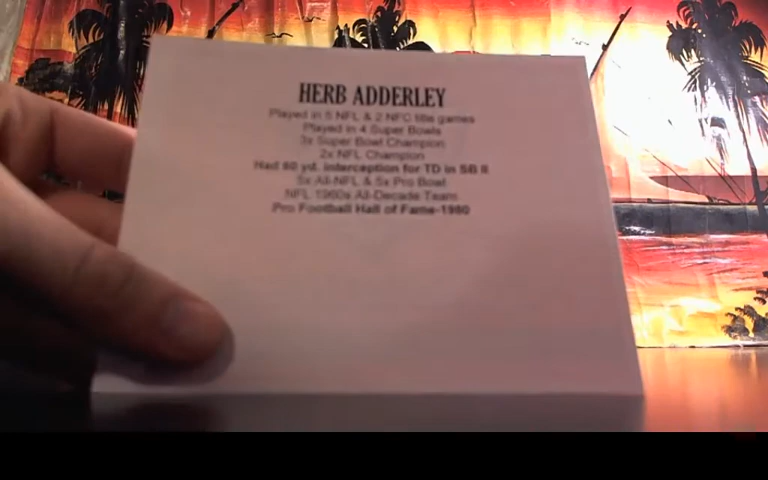 HERB ADDERLEY
Played in 5 NFL & 2 NFC title games
Played in 4 Super Bowls
3x Super Bowl Champion
2x NFL Champion
Had 60 yd. interception for TD in SB II
5x All-NFL & 5x Pro Bowl
NFL 1960s All-Decade Team
Pro Football Hall of Fame-1980